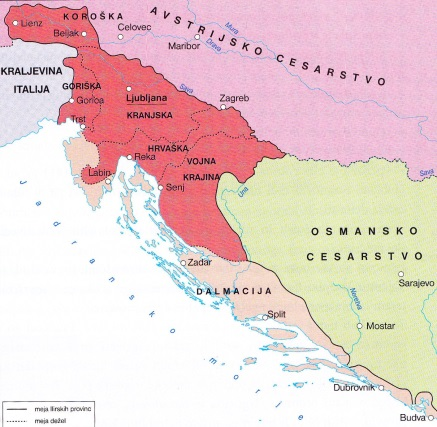 Lienz
KOROŠKA
Beljak
Celovec
AVSTRIJSKO CESARSTVO
Mura
Drava
Maribor
KRALJEVINA
ITALIJA
GORIŠKA
Gorica
Ljubljana
KRANJSKA
Sava
Zagreb
Trst
HRVAŠKA
Reka
VOJNA
KRAJINA
Labin
Senj
Una
Sava
Jadransko morje
OSMANSKO
CESARSTVO
Zadar
DALMACIJA
Sarajevo
Neretva
Split
Mostar
Dubrovnik
Budva
meja Ilirskih provinc
meja dežel